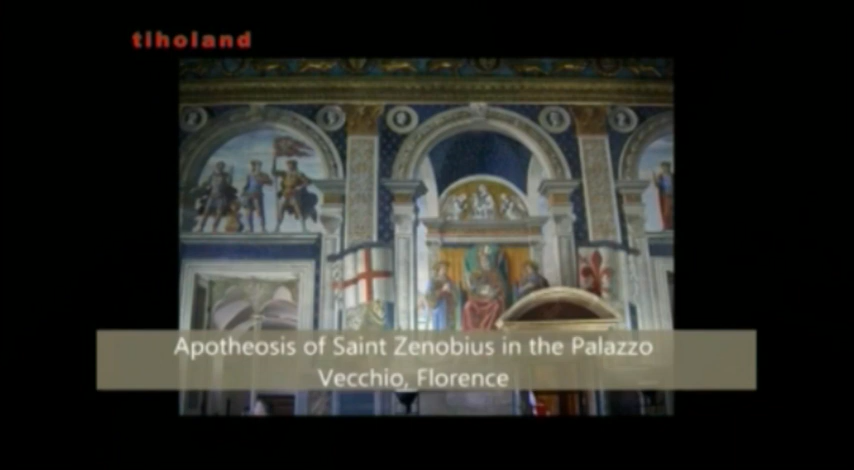 tiholand
Apotheosis of Saint Zenobius in the Palazzo
Vecchio, Florence